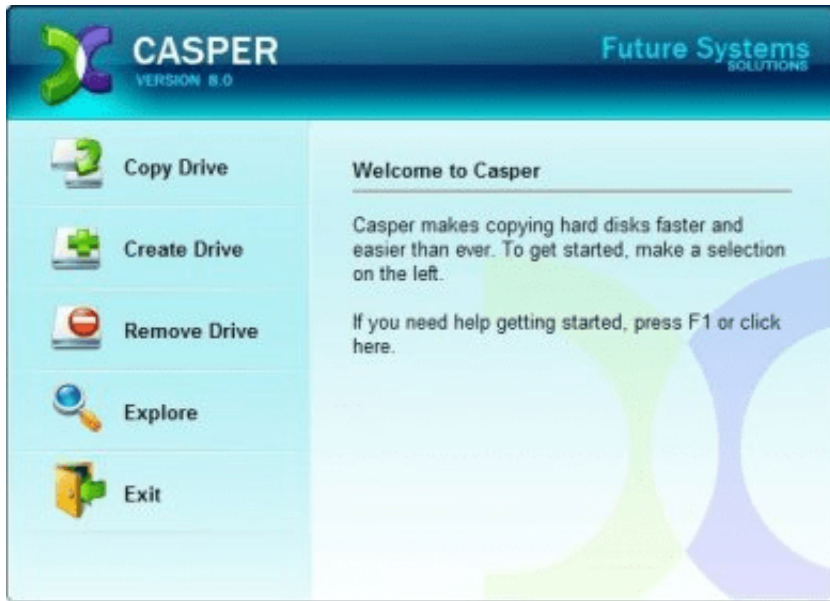 CASPER
VERSION 8.0
Future Systems
SOLUTIONS
Copy Drive
Create Drive
Remove Drive
Explore
Exit
Welcome to Casper
Casper makes copying hard disks faster and
easier than ever. To get started, make a selection
on the left.
If you need help getting started, press F1 or click
here.